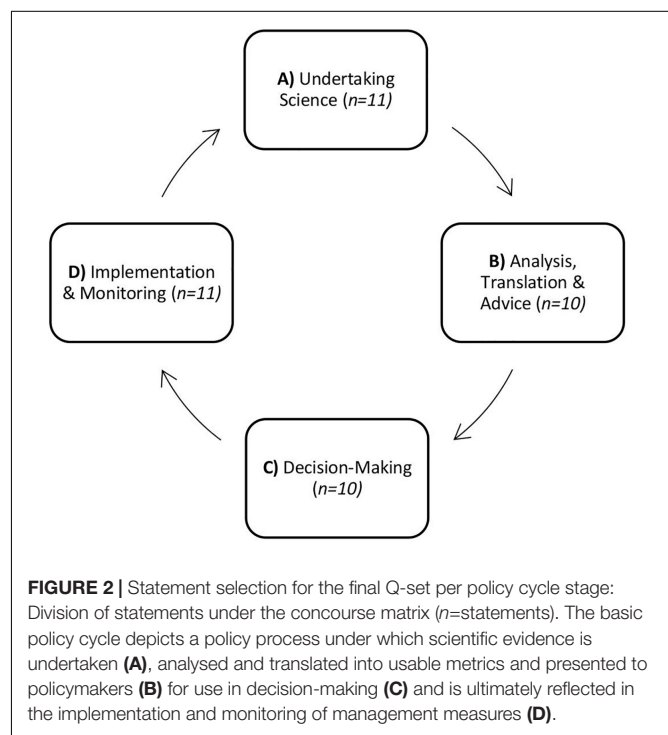 A) Undertaking
Science (n=11)
D) Implementation
& Monitoring (n=11)
B) Analysis,
Translation &
Advice (n=10)
C) Decision-Making
(n=10)
FIGURE 2 | Statement selection for the final Q-set per policy cycle stage:
Division of statements under the concourse matrix (n=statements). The basic
policy cycle depicts a policy process under which scientific evidence is
undertaken (A), analysed and translated into usable metrics and presented to
policymakers (B) for use in decision-making (C) and is ultimately reflected in
the implementation and monitoring of management measures (D).